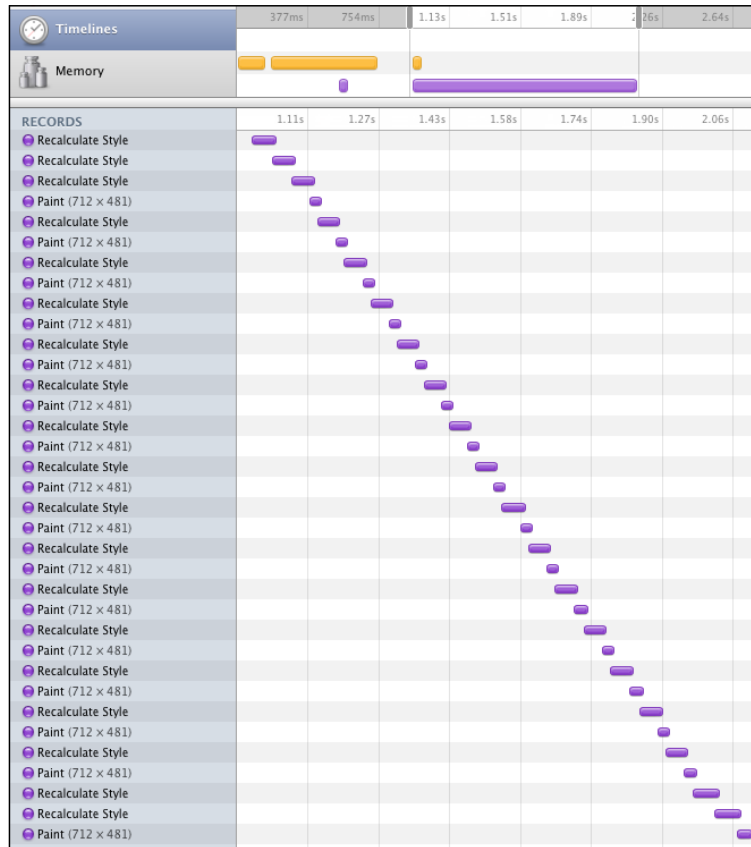 Timelines
377ms 754ms 1.13s 1.51s 1.89s 2.26s 2.64s
Memory
RECORDS 1.11s 1.27s 1.43s 1.58s 1.74s 1.90s 2.06s
Recalculate Style
Recalculate Style
Recalculate Style
Paint (712 × 481)
Recalculate Style
Paint (712 × 481)
Recalculate Style
Paint (712 × 481)
Recalculate Style
Paint (712 × 481)
Recalculate Style
Paint (712 × 481)
Recalculate Style
Paint (712 × 481)
Recalculate Style
Paint (712 × 481)
Recalculate Style
Paint (712 × 481)
Recalculate Style
Paint (712 × 481)
Recalculate Style
Paint (712 × 481)
Recalculate Style
Paint (712 × 481)
Recalculate Style
Paint (712 × 481)
Recalculate Style
Paint (712 × 481)
Recalculate Style
Paint (712 × 481)
Recalculate Style
Paint (712 × 481)
Recalculate Style
Recalculate Style
Paint (712 × 481)